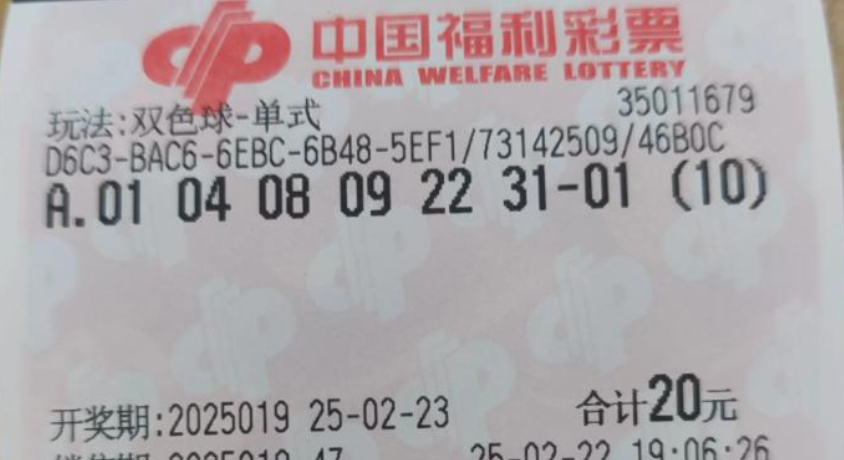 中国福利彩票
CHINA WELFARE LOTTERY
玩法:双色球-单式 35011679
D6C3-BAC6-6EBC-6B48-5EF1/73142509/46B0C
A.01 04 08 09 22 31-01 (10)
开奖期:2025019 25-02-23 合计20元
25-02-22 19:06:26